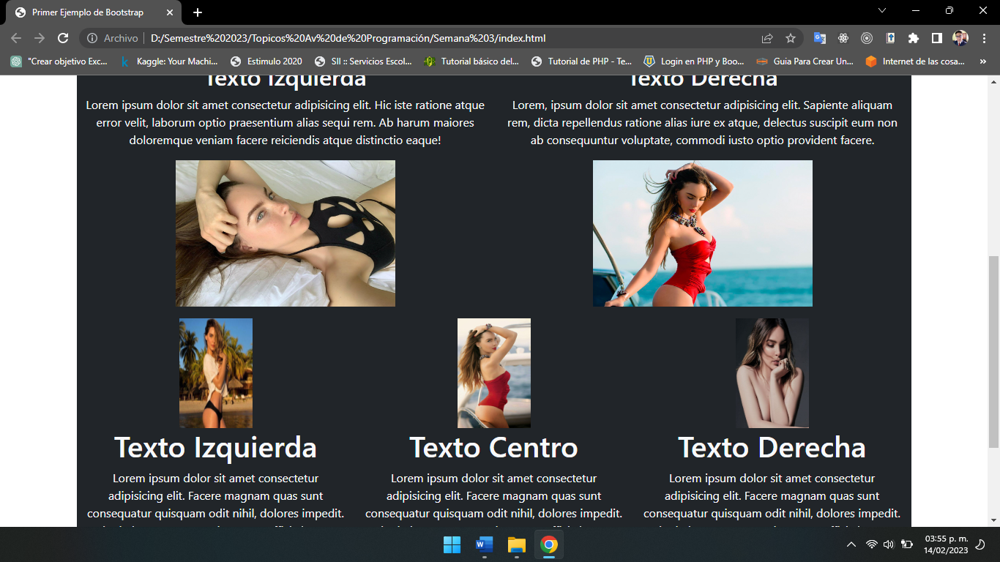 Primer Ejemplo de Bootstrap
Archivo D:/Semestre%202023/Topicos%20Av%20de%20Programación/Semana%203/index.html
"Crear objetivo Exc... Kaggle: Your Machi... Estimulo 2020 SII :: Servicios Escol... Tutorial básico del... Tutorial de PHP - Te... Login en PHP y Boo... Guia Para Crear Un... Internet de las cosa... »
Texto Izquierda
Lorem ipsum dolor sit amet consectetur adipisicing elit. Hic iste ratione atque
error velit, laborum optio praesentium alias sequi rem. Ab harum maiores
doloremque veniam facere reiciendis atque distinctio eaque!
Texto Derecha
Lorem, ipsum dolor sit amet consectetur adipisicing elit. Sapiente aliquam
rem, dicta repellendus ratione alias iure ex atque, delectus suscipit eum non
ab consequuntur voluptate, commodi iusto optio provident facere.
Texto Izquierda
Lorem ipsum dolor sit amet consectetur
adipisicing elit. Facere magnam quas sunt
consequatur quisquam odit nihil, dolores impedit.
Texto Centro
Lorem ipsum dolor sit amet consectetur
adipisicing elit. Facere magnam quas sunt
consequatur quisquam odit nihil, dolores impedit.
Texto Derecha
Lorem ipsum dolor sit amet consectetur
adipisicing elit. Facere magnam quas sunt
consequatur quisquam odit nihil, dolores impedit.
03:55 p. m.
14/02/2023